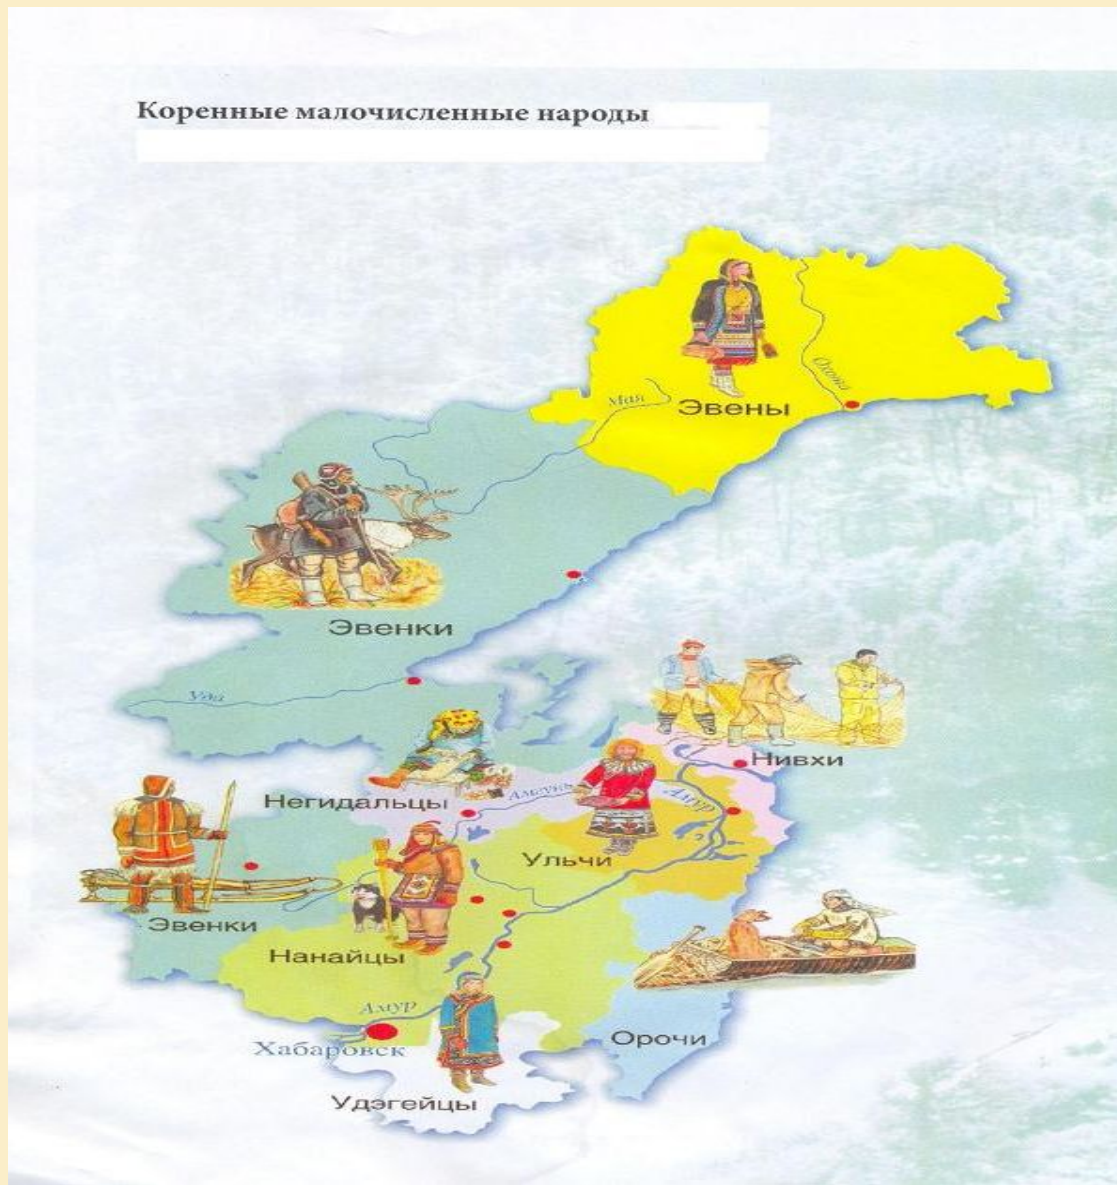 Коренные малочисленные народы
Охота
Мая
Эвены
Эвенки
Уда
Нивхи
Негидальцы
Амгунь
Амур
Ульчи
Эвенки
Нанайцы
Амур
Орочи
Хабаровск
Удэгейцы